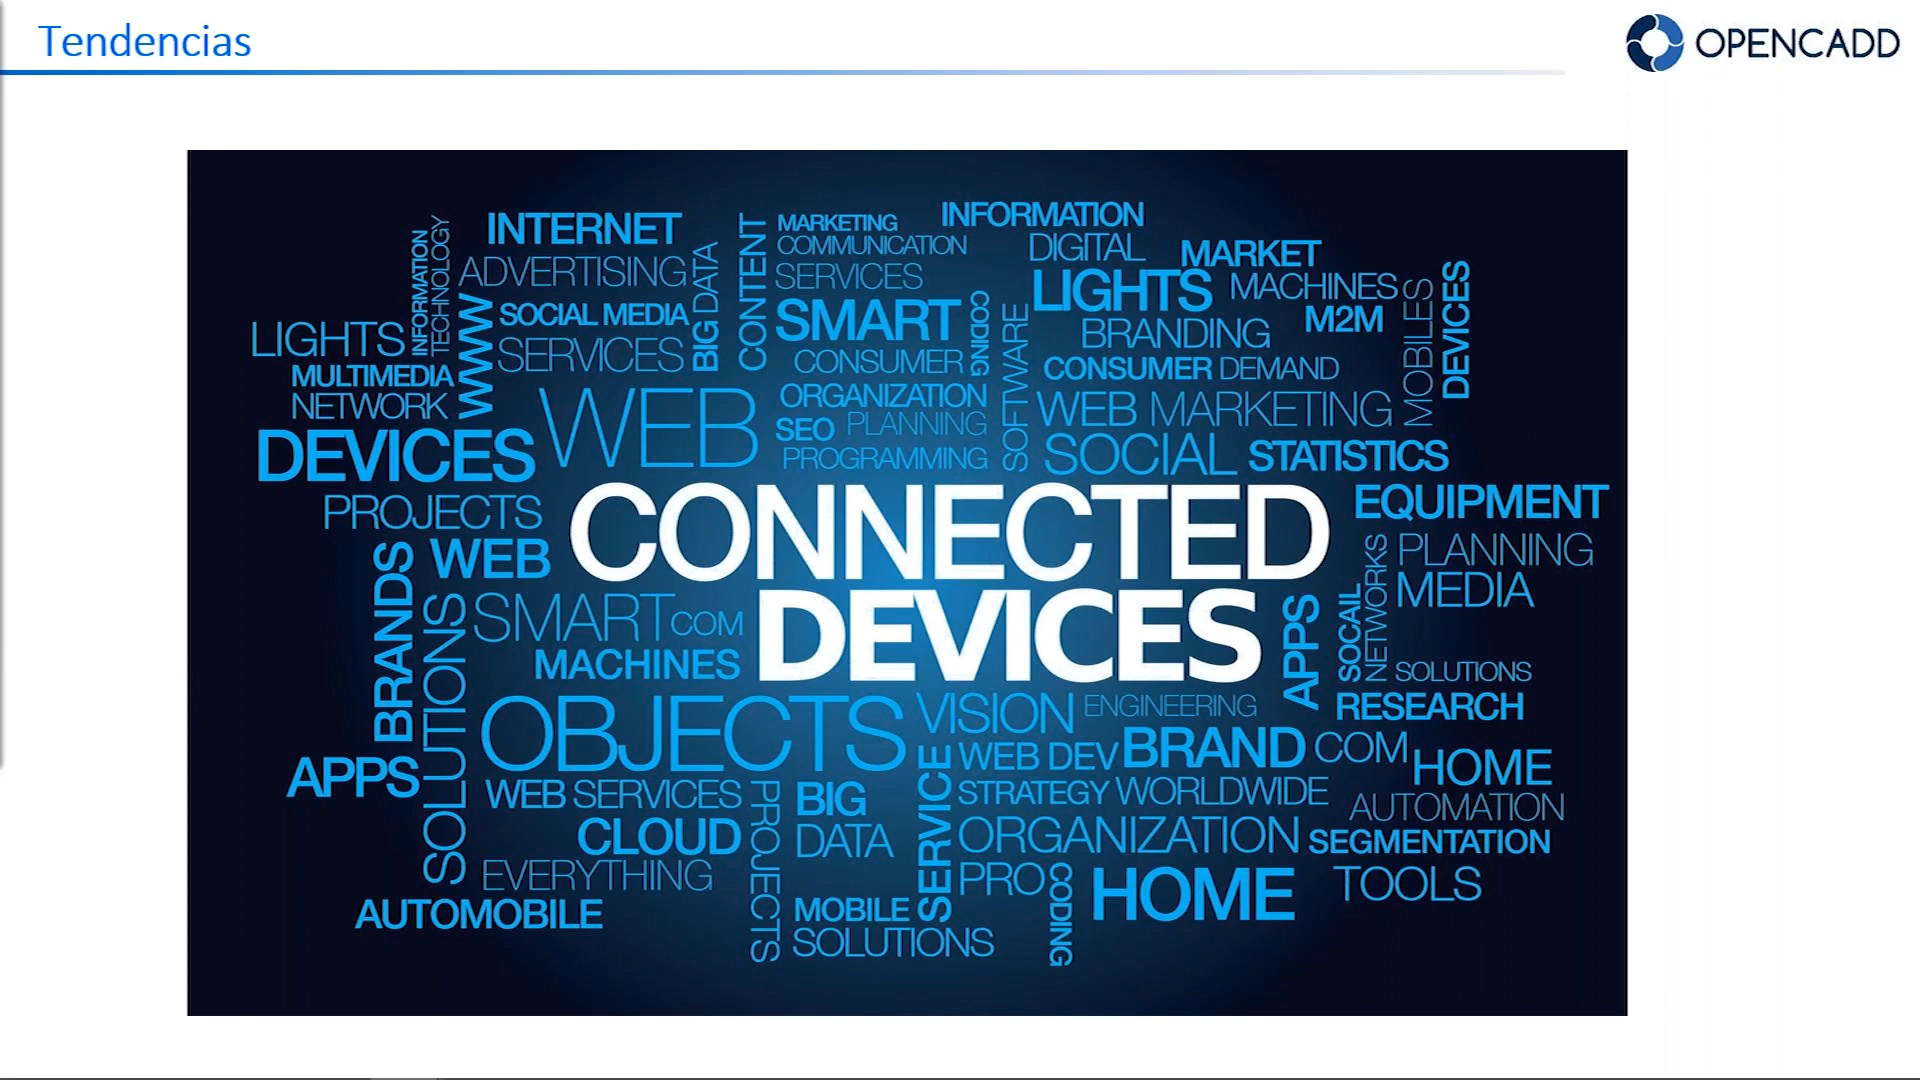 Tendencias
OPENCADD
INTERNET
ADVERTISING
INFORMATION
TECHNOLOGY
WWW
SOCIAL MEDIA
SERVICES
BIG DATA
CONTENT
MARKETING
COMMUNICATION
SERVICES
SMART
CONSUMER
CODING
ORGANIZATION
SEO PLANNING
PROGRAMMING
SOFTWARE
INFORMATION
DIGITAL
MARKET
LIGHTS
MACHINES
BRANDING
M2M
CONSUMER DEMAND
MOBILES
DEVICES
WEB MARKETING
SOCIAL STATISTICS
LIGHTS
MULTIMEDIA
NETWORK
DEVICES
WEB
PROJECTS
WEB
CONNECTED
DEVICES
EQUIPMENT
PLANNING
MEDIA
SOCAIL
NETWORKS
APPS
SOLUTIONS
RESEARCH
BRANDS
SOLUTIONS
SMART COM
MACHINES
OBJECTS
VISION
ENGINEERING
WEB DEV BRAND COM
HOME
AUTOMATION
APPS
WEB SERVICES
CLOUD
EVERYTHING
AUTOMOBILE
PROJECTS
BIG
DATA
SERVICE
STRATEGY WORLDWIDE
ORGANIZATION
SEGMENTATION
PRO
CODING
HOME
TOOLS
MOBILE
SOLUTIONS